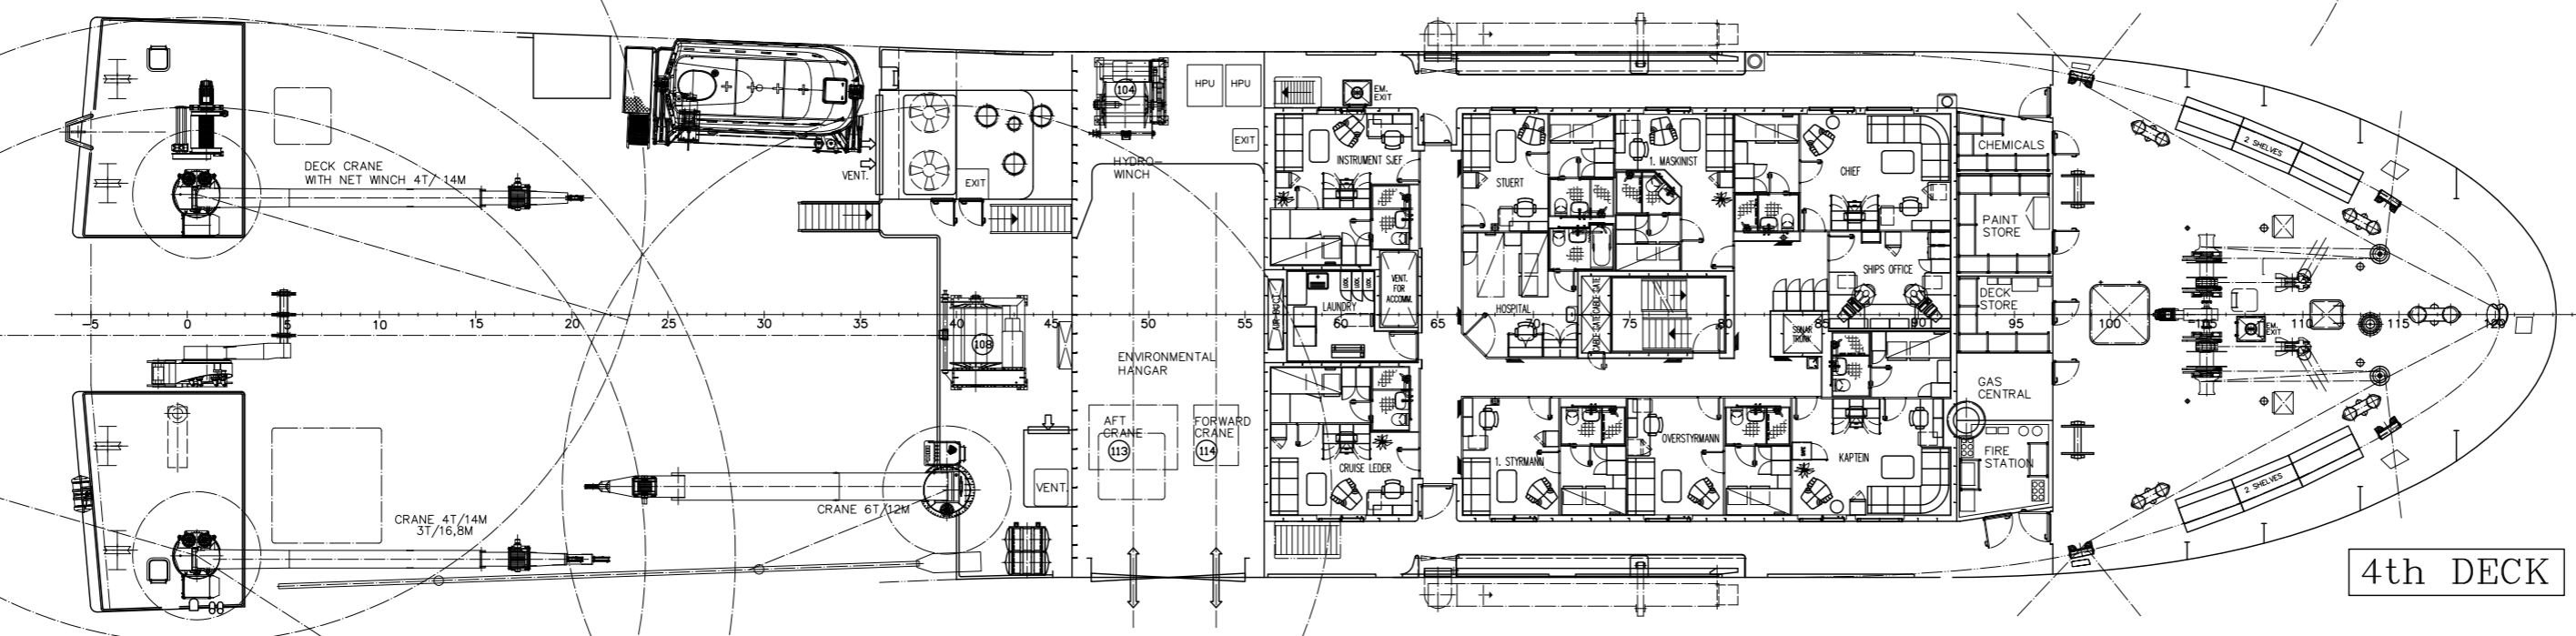 DECK CRANE
WITH NET WINCH 4T/ 14M
VENT.
EXIT
104
HYDRO-
WINCH
HPU
HPU
EXIT
EM.
EXIT
INSTRUMENT SJEF
STUERT
1. MASKINIST
CHIEF
CHEMICALS
PAINT
STORE
2 SHELVES
VENT.
FOR
ACCOMM.
LAUNDRY
HOSPITAL
SHIPS OFFICE
DECK
STORE
SONAR
TRUNK
-5
0
5
10
15
20
25
30
35
40
45
50
55
60
65
70
75
80
85
90
95
100
105
110
115
120
EM.
EXIT
108
ENVIRONMENTAL
HANGAR
AFT
CRANE
113
FORWARD
CRANE
114
VENT.
CRANE 4T/14M
3T/16,8M
CRANE 6T/12M
CRUISE LEDER
1. STYRMANN
OVERSTYRMANN
KAPTEIN
GAS
CENTRAL
FIRE
STATION
2 SHELVES
4th DECK